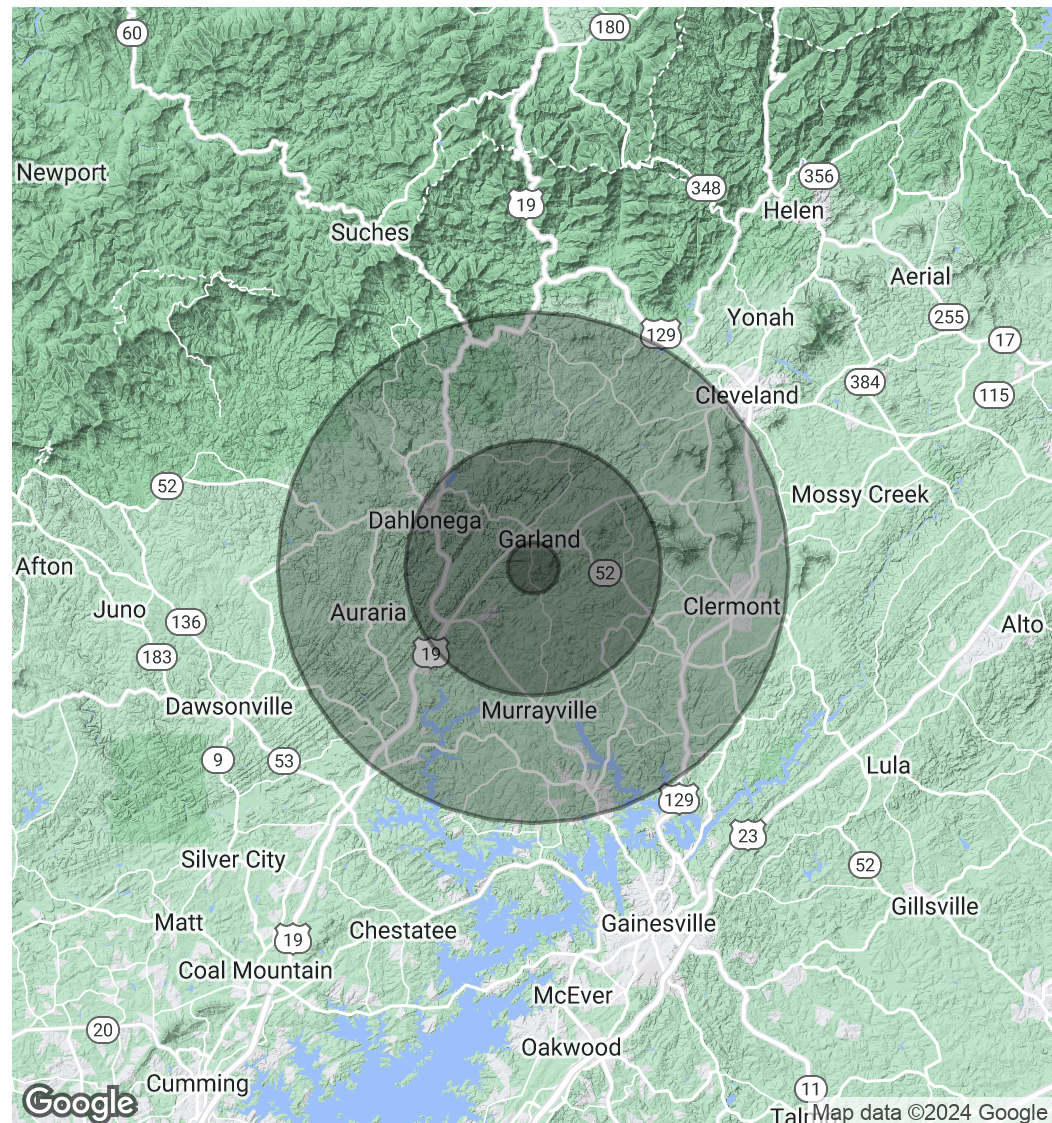 60
180
Newport
348
356
19
Helen
Suches
Aerial
Yonah
255
129
17
384
Cleveland
115
52
Mossy Creek
Dahlonega
Garland
Afton
52
Juno
Auraria
Clermont
136
Alto
183
19
Dawsonville
Murrayville
9
53
Lula
129
23
Silver City
52
Matt
Chestatee
Gainesville
Gillsville
19
Coal Mountain
McEver
20
Oakwood
Cumming
11
Google
Map data ©2024 Google